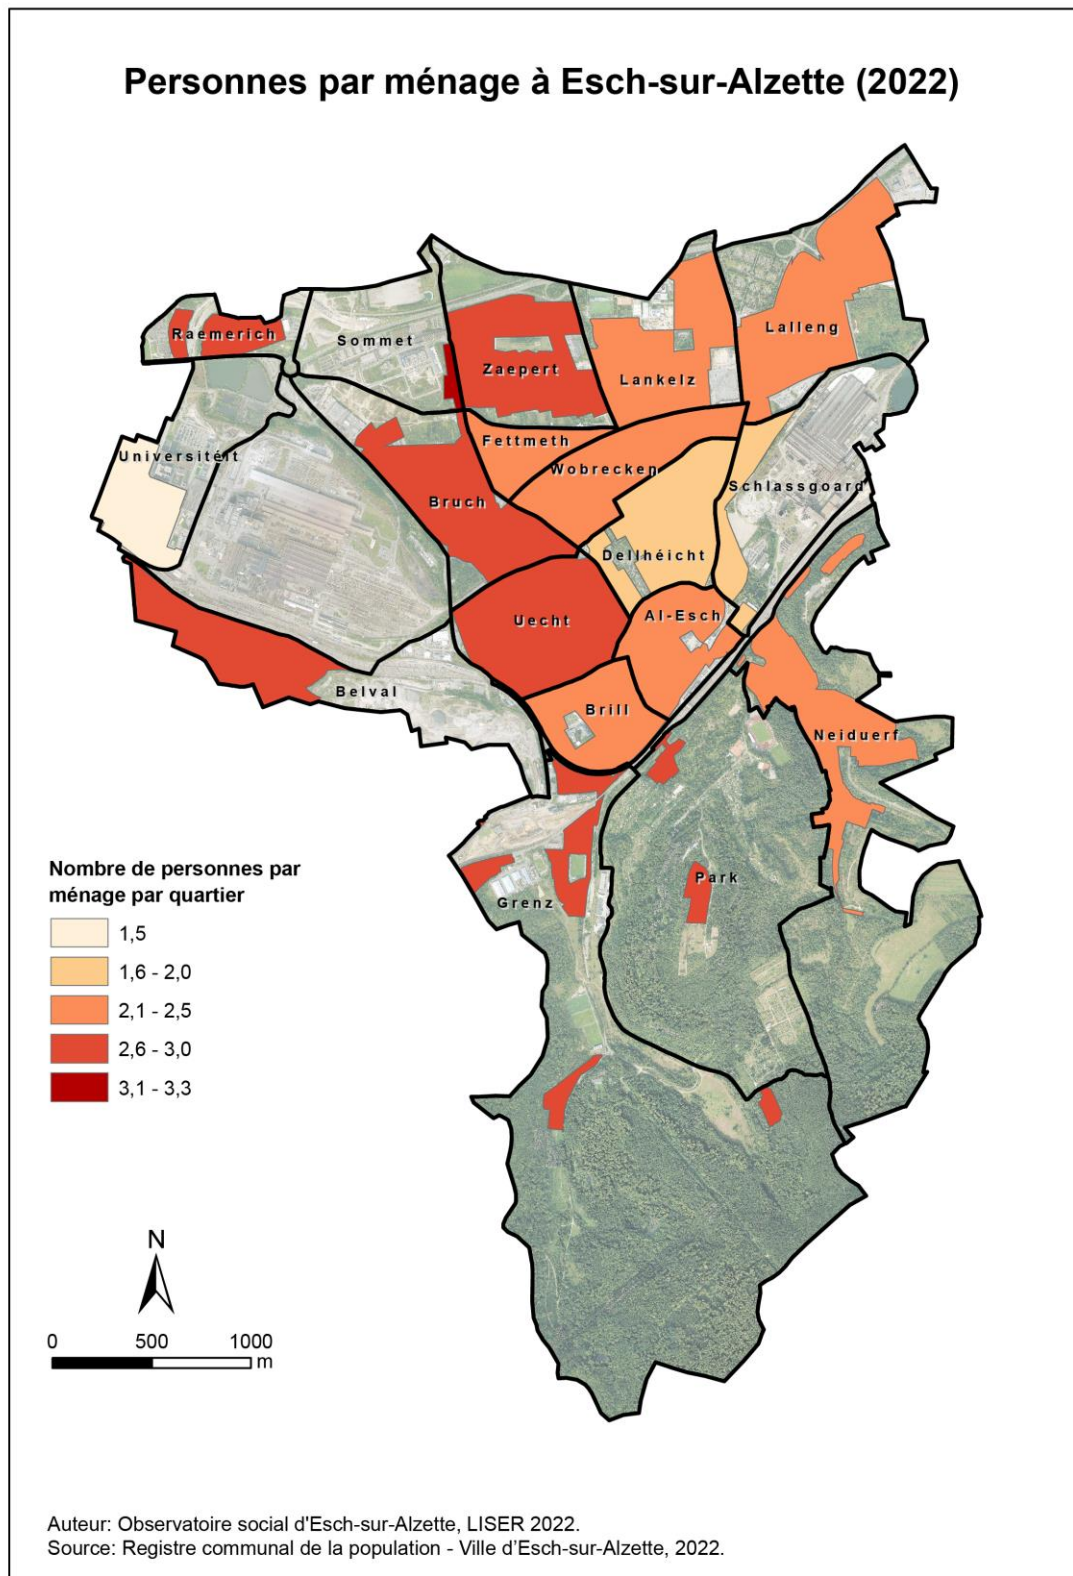 Personnes par ménage à Esch-sur-Alzette (2022)
Raemerich
Sommet
Zaepert
Lankelz
Lalleng
Universitéit
Fettmeth
Wobrecken
Bruch
Schlassgoard
Dellhéicht
Uecht
Al-Esch
Belval
Brill
Neiduerf
Park
Grenz
Nombre de personnes par
ménage par quartier
1,5
1,6 - 2,0
2,1 - 2,5
2,6 - 3,0
3,1 - 3,3
N
0 500 1000
m
Auteur: Observatoire social d'Esch-sur-Alzette, LISER 2022.
Source: Registre communal de la population - Ville d'Esch-sur-Alzette, 2022.